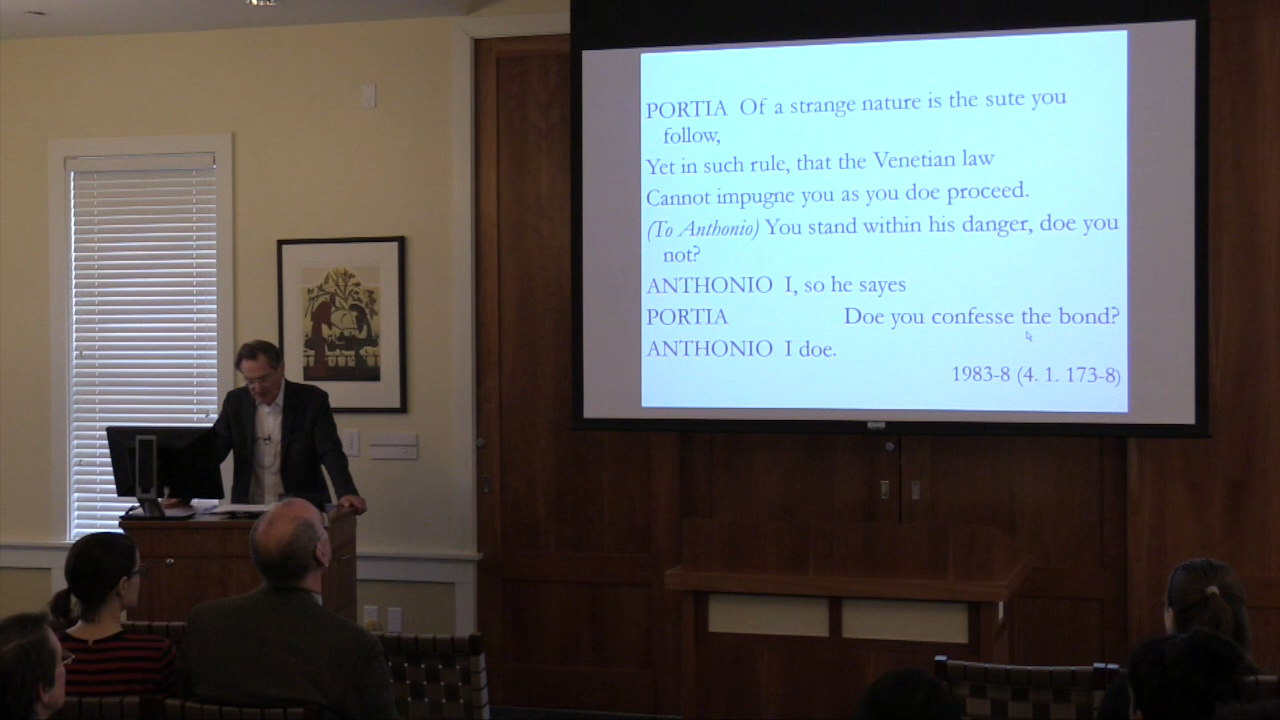 PORTIA Of a strange nature is the sute you
follow,
Yet in such rule, that the Venetian law
Cannot impugne you as you doe proceed.
(To Anthonio) You stand within his danger, doe you
not?
ANTHONIO I, so he sayes
PORTIA Doe you confesse the bond?
ANTHONIO I doe.
1983-8 (4. 1. 173-8)